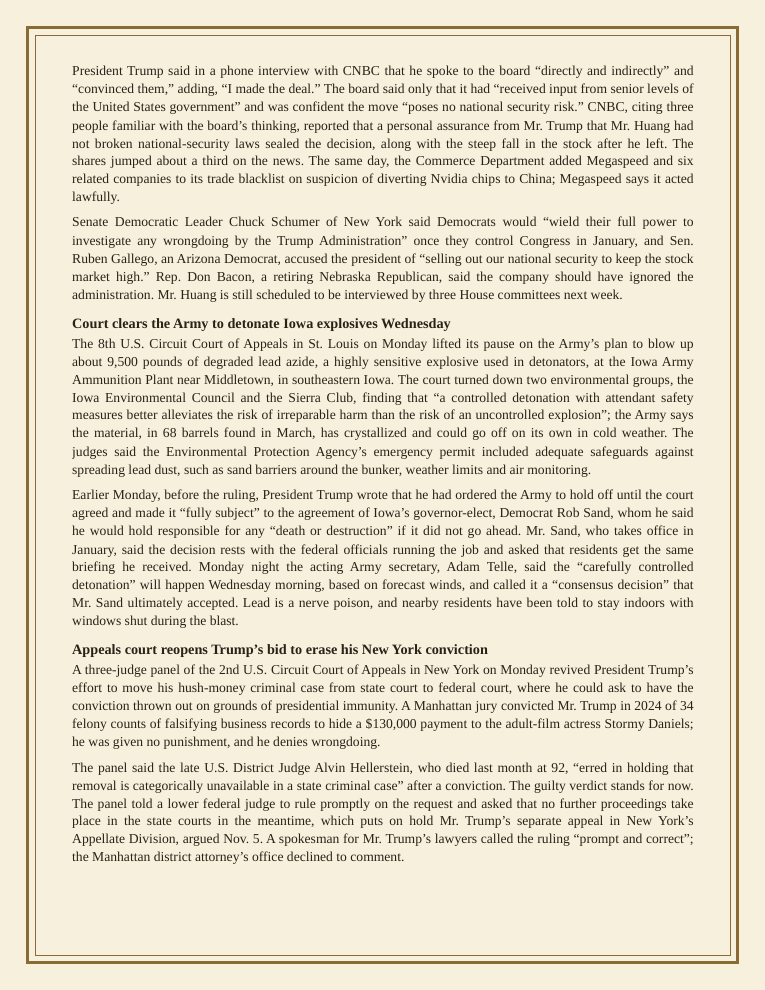 President Trump said in a phone interview with CNBC that he spoke to the board “directly and indirectly” and
“convinced them,” adding, “I made the deal.” The board said only that it had “received input from senior levels of
the United States government” and was confident the move “poses no national security risk.” CNBC, citing three
people familiar with the board’s thinking, reported that a personal assurance from Mr. Trump that Mr. Huang had
not broken national-security laws sealed the decision, along with the steep fall in the stock after he left. The
shares jumped about a third on the news. The same day, the Commerce Department added Megaspeed and six
related companies to its trade blacklist on suspicion of diverting Nvidia chips to China; Megaspeed says it acted
lawfully.
Senate Democratic Leader Chuck Schumer of New York said Democrats would “wield their full power to
investigate any wrongdoing by the Trump Administration” once they control Congress in January, and Sen.
Ruben Gallego, an Arizona Democrat, accused the president of “selling out our national security to keep the stock
market high.” Rep. Don Bacon, a retiring Nebraska Republican, said the company should have ignored the
administration. Mr. Huang is still scheduled to be interviewed by three House committees next week.
Court clears the Army to detonate Iowa explosives Wednesday
The 8th U.S. Circuit Court of Appeals in St. Louis on Monday lifted its pause on the Army’s plan to blow up
about 9,500 pounds of degraded lead azide, a highly sensitive explosive used in detonators, at the Iowa Army
Ammunition Plant near Middletown, in southeastern Iowa. The court turned down two environmental groups, the
Iowa Environmental Council and the Sierra Club, finding that “a controlled detonation with attendant safety
measures better alleviates the risk of irreparable harm than the risk of an uncontrolled explosion”; the Army says
the material, in 68 barrels found in March, has crystallized and could go off on its own in cold weather. The
judges said the Environmental Protection Agency’s emergency permit included adequate safeguards against
spreading lead dust, such as sand barriers around the bunker, weather limits and air monitoring.
Earlier Monday, before the ruling, President Trump wrote that he had ordered the Army to hold off until the court
agreed and made it “fully subject” to the agreement of Iowa’s governor-elect, Democrat Rob Sand, whom he said
he would hold responsible for any “death or destruction” if it did not go ahead. Mr. Sand, who takes office in
January, said the decision rests with the federal officials running the job and asked that residents get the same
briefing he received. Monday night the acting Army secretary, Adam Telle, said the “carefully controlled
detonation” will happen Wednesday morning, based on forecast winds, and called it a “consensus decision” that
Mr. Sand ultimately accepted. Lead is a nerve poison, and nearby residents have been told to stay indoors with
windows shut during the blast.
Appeals court reopens Trump’s bid to erase his New York conviction
A three-judge panel of the 2nd U.S. Circuit Court of Appeals in New York on Monday revived President Trump’s
effort to move his hush-money criminal case from state court to federal court, where he could ask to have the
conviction thrown out on grounds of presidential immunity. A Manhattan jury convicted Mr. Trump in 2024 of 34
felony counts of falsifying business records to hide a $130,000 payment to the adult-film actress Stormy Daniels;
he was given no punishment, and he denies wrongdoing.
The panel said the late U.S. District Judge Alvin Hellerstein, who died last month at 92, “erred in holding that
removal is categorically unavailable in a state criminal case” after a conviction. The guilty verdict stands for now.
The panel told a lower federal judge to rule promptly on the request and asked that no further proceedings take
place in the state courts in the meantime, which puts on hold Mr. Trump’s separate appeal in New York’s
Appellate Division, argued Nov. 5. A spokesman for Mr. Trump’s lawyers called the ruling “prompt and correct”;
the Manhattan district attorney’s office declined to comment.